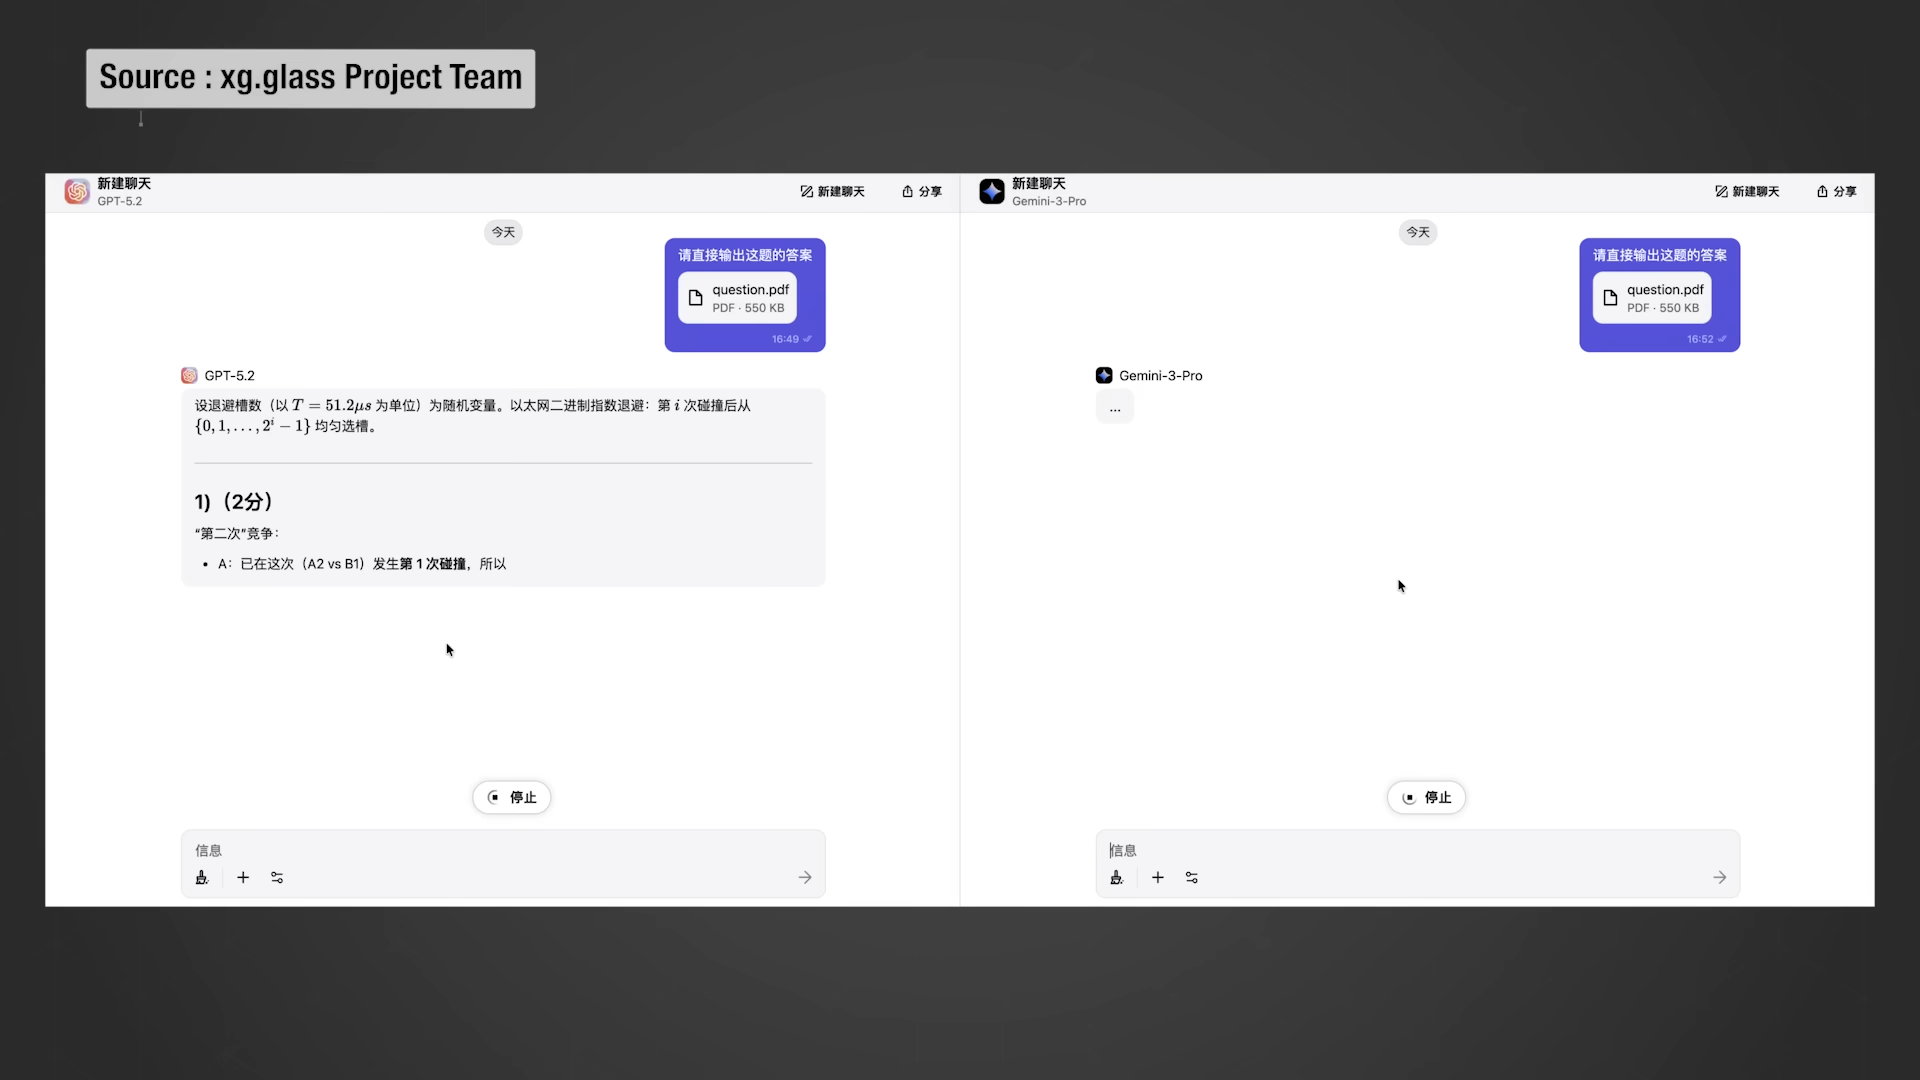 Source : xg.glass Project Team
新建聊天
GPT-5.2
新建聊天
分享
今天
请直接输出这题的答案
question.pdf
PDF · 550 KB
16:49
GPT-5.2
设退避槽数（以 T = 51.2μs 为单位）为随机变量。以太网二进制指数退避：第 i 次碰撞后从
{0, 1, . . . , 2^i − 1} 均匀选槽。
1)（2分）
“第二次”竞争：
• A：已在这次（A2 vs B1）发生第 1 次碰撞，所以
停止
信息
新建聊天
Gemini-3-Pro
新建聊天
分享
今天
请直接输出这题的答案
question.pdf
PDF · 550 KB
16:52
Gemini-3-Pro
...
停止
信息